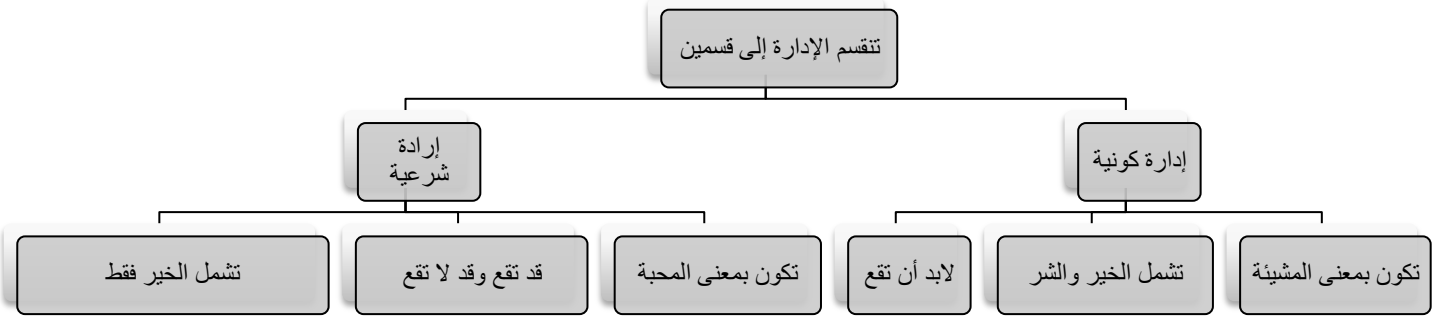 تنقسم الإدارة إلى قسمين
إدارة كونية
إرادة
شرعية
تكون بمعنى المشيئة
تشمل الخير والشر
لابد أن تقع
تكون بمعنى المحبة
قد تقع وقد لا تقع
تشمل الخير فقط